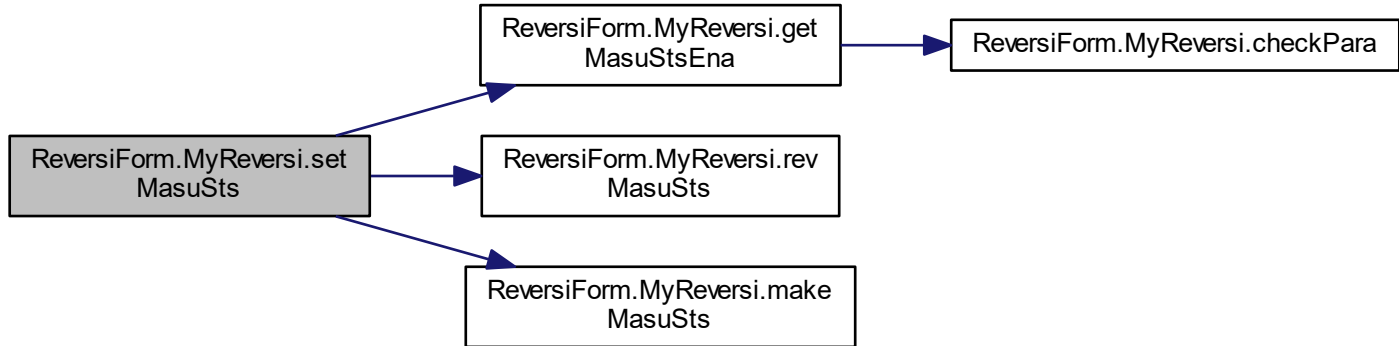 ReversiForm.MyReversi.set
MasuSts
ReversiForm.MyReversi.get
MasuStsEna
ReversiForm.MyReversi.checkPara
ReversiForm.MyReversi.rev
MasuSts
ReversiForm.MyReversi.make
MasuSts